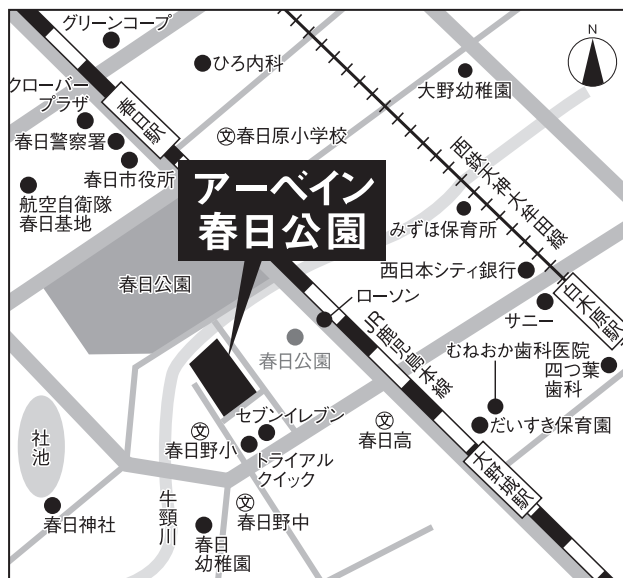 グリーンコープ
N
ひろ内科
大野幼稚園
クローバー
プラザ
春日駅
春日警察署
文
春日原小学校
春日市役所
西鉄天神大牟田線
アーベイン
春日公園
航空自衛隊
春日基地
みずほ保育所
西日本シティ銀行
春日公園
ローソン
サニー
白木原駅
春日公園
JR鹿児島本線
むねおか歯科医院
四つ葉
歯科
セブンイレブン
文
春日高
だいすき保育園
社池
文
春日野小
トライアル
クイック
大野城駅
牛頸川
春日神社
文
春日野中
春日
幼稚園